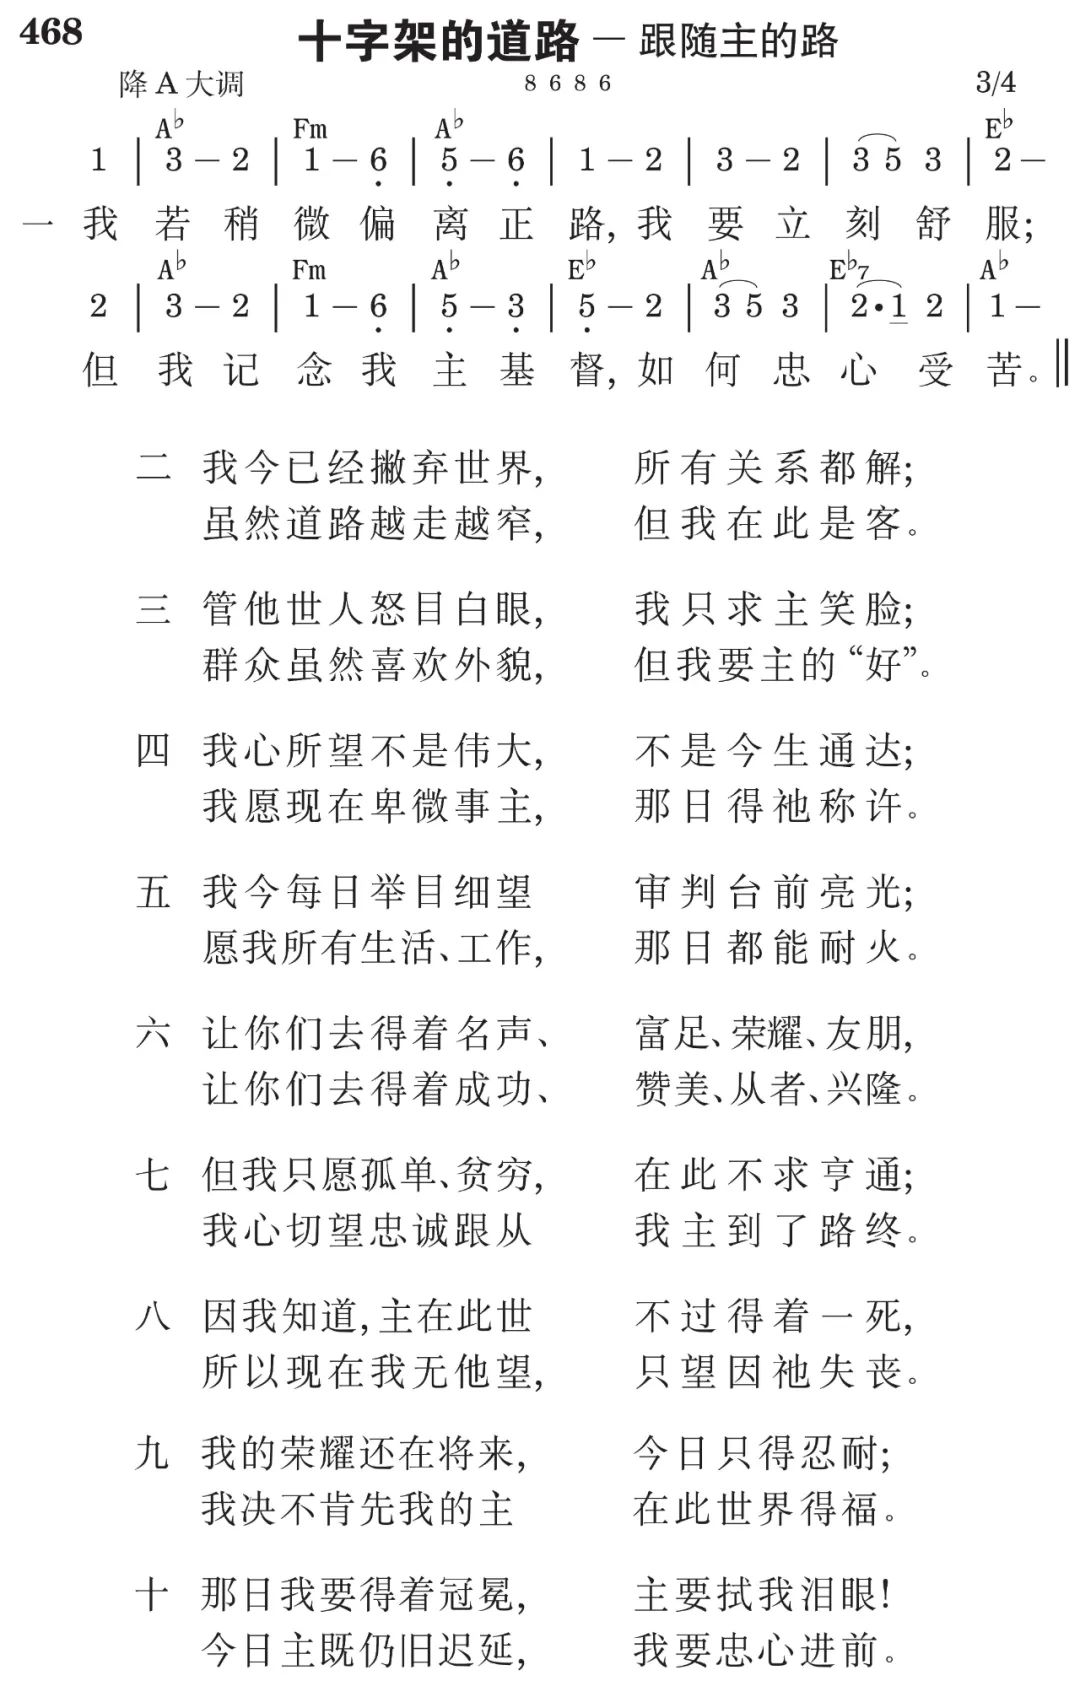 468
十字架的道路 — 跟随主的路
降A大调 8 6 8 6 3/4
A♭ Fm A♭ E♭
1 | 3 – 2 | 1 – 6̣ | 5̣ – 6̣ | 1 – 2 | 3 – 2 | 3 5 3 | 2 –
一 我若稍微偏离正路,我要立刻舒服;
A♭ Fm A♭ E♭ A♭ E♭7 A♭
2 | 3 – 2 | 1 – 6̣ | 5̣ – 3̣ | 5̣ – 2 | 3 5 3 | 2 • 1 2 | 1 – ‖
但我记念我主基督,如何忠心受苦。
二 我今已经撇弃世界, 所有关系都解;
虽然道路越走越窄, 但我在此是客。
三 管他世人怒目白眼, 我只求主笑脸;
群众虽然喜欢外貌, 但我要主的“好”。
四 我心所望不是伟大, 不是今生通达;
我愿现在卑微事主, 那日得祂称许。
五 我今每日举目细望 审判台前亮光;
愿我所有生活、工作, 那日都能耐火。
六 让你们去得着名声、 富足、荣耀、友朋,
让你们去得着成功、 赞美、从者、兴隆。
七 但我只愿孤单、贫穷, 在此不求亨通;
我心切望忠诚跟从 我主到了路终。
八 因我知道,主在此世 不过得着一死,
所以现在我无他望, 只望因祂失丧。
九 我的荣耀还在将来, 今日只得忍耐;
我决不肯先我的主 在此世界得福。
十 那日我要得着冠冕, 主要拭我泪眼!
今日主既仍旧迟延, 我要忠心进前。